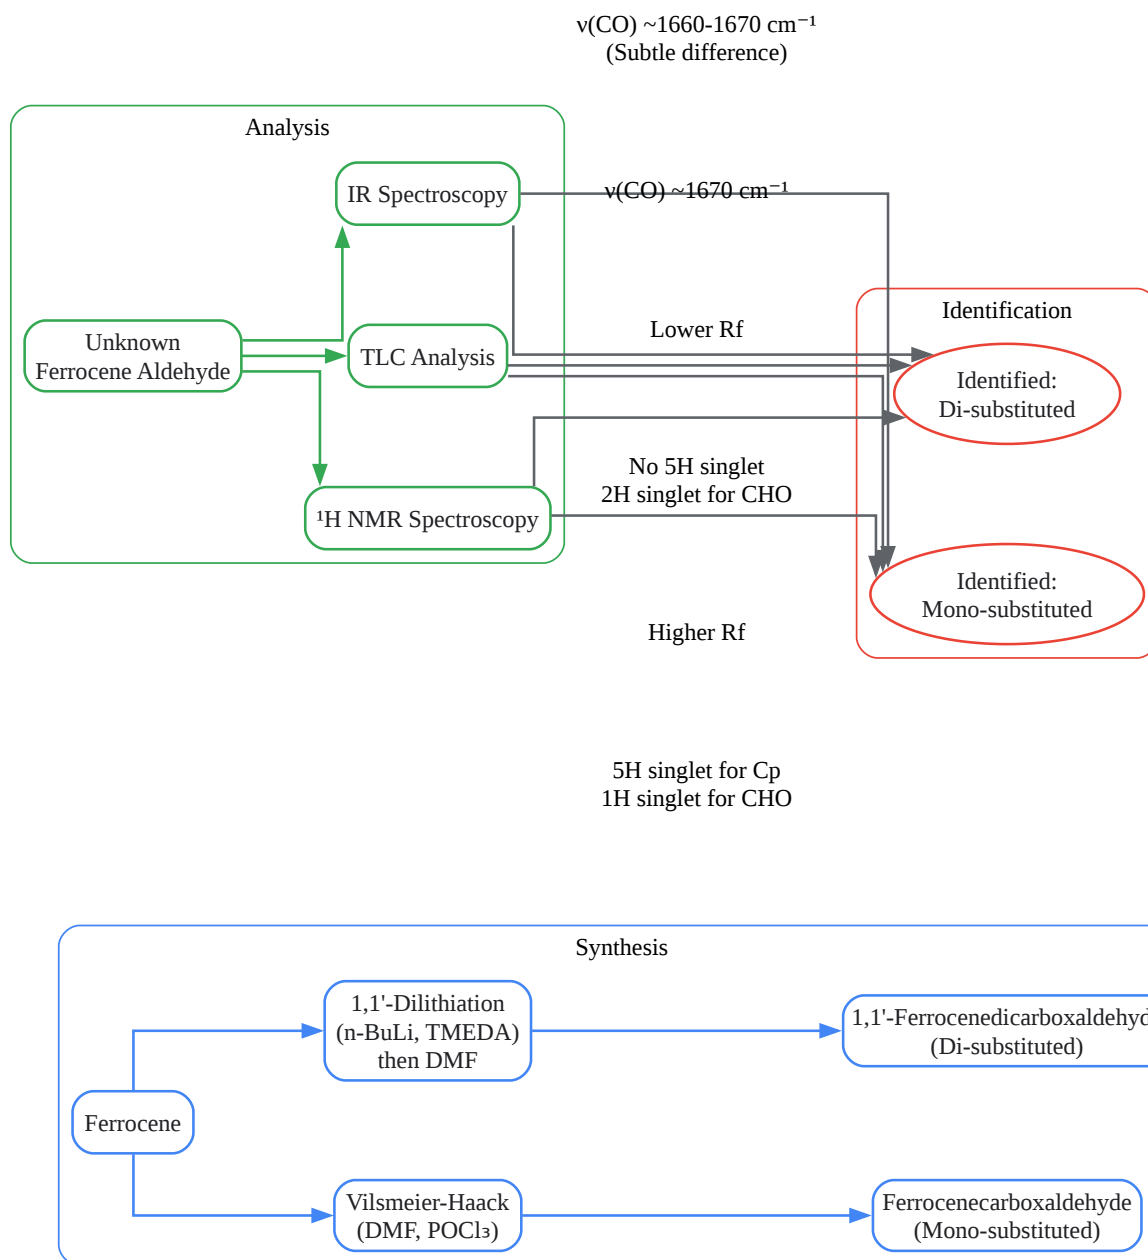 ν(CO) ~1660-1670 cm⁻¹
(Subtle difference)
Analysis
IR Spectroscopy
ν(CO) ~1670 cm⁻¹
Identification
Unknown
Ferrocene Aldehyde
TLC Analysis
Lower Rf
Identified:
Di-substituted
No 5H singlet
2H singlet for CHO
¹H NMR Spectroscopy
Identified:
Mono-substituted
Higher Rf
5H singlet for Cp
1H singlet for CHO
Synthesis
1,1'-Dilithiation
(n-BuLi, TMEDA)
then DMF
1,1'-Ferrocenedicarboxaldehyd
(Di-substituted)
Ferrocene
Vilsmeier-Haack
(DMF, POCl₃)
Ferrocenecarboxaldehyde
(Mono-substituted)